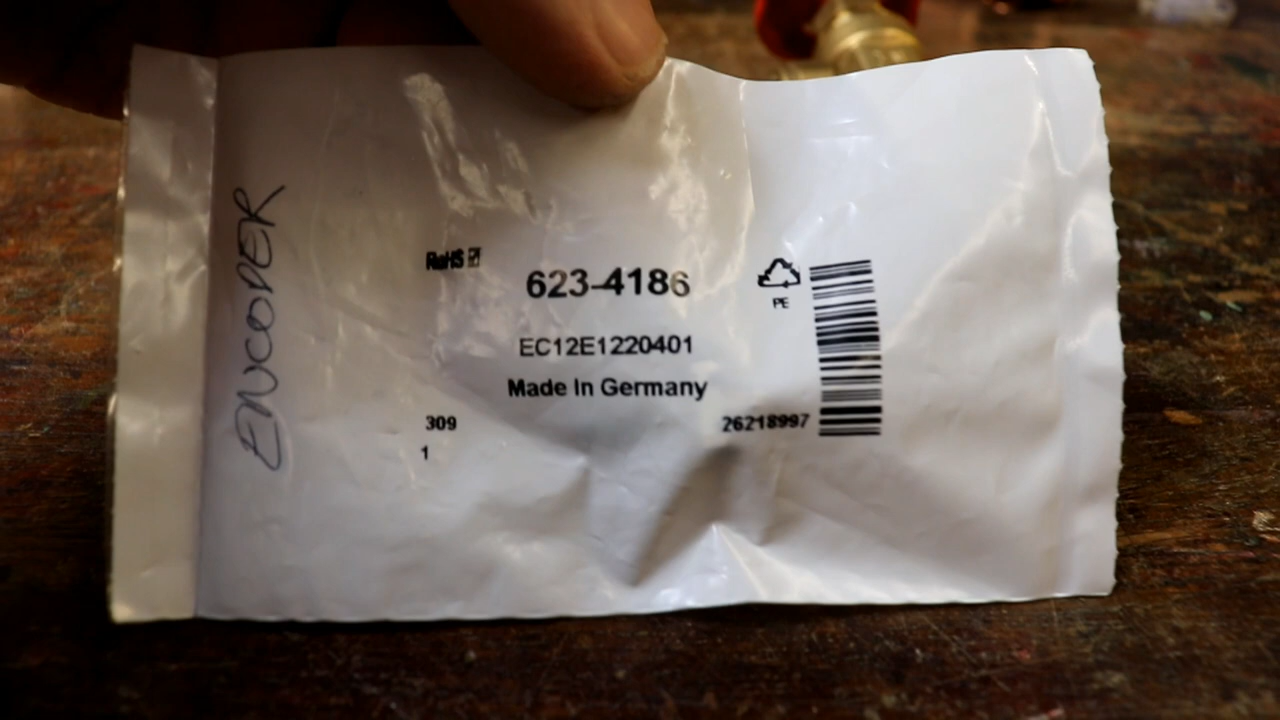 ENCODER
RoHS
623-4186
PE
EC12E1220401
Made In Germany
309
26218997
1